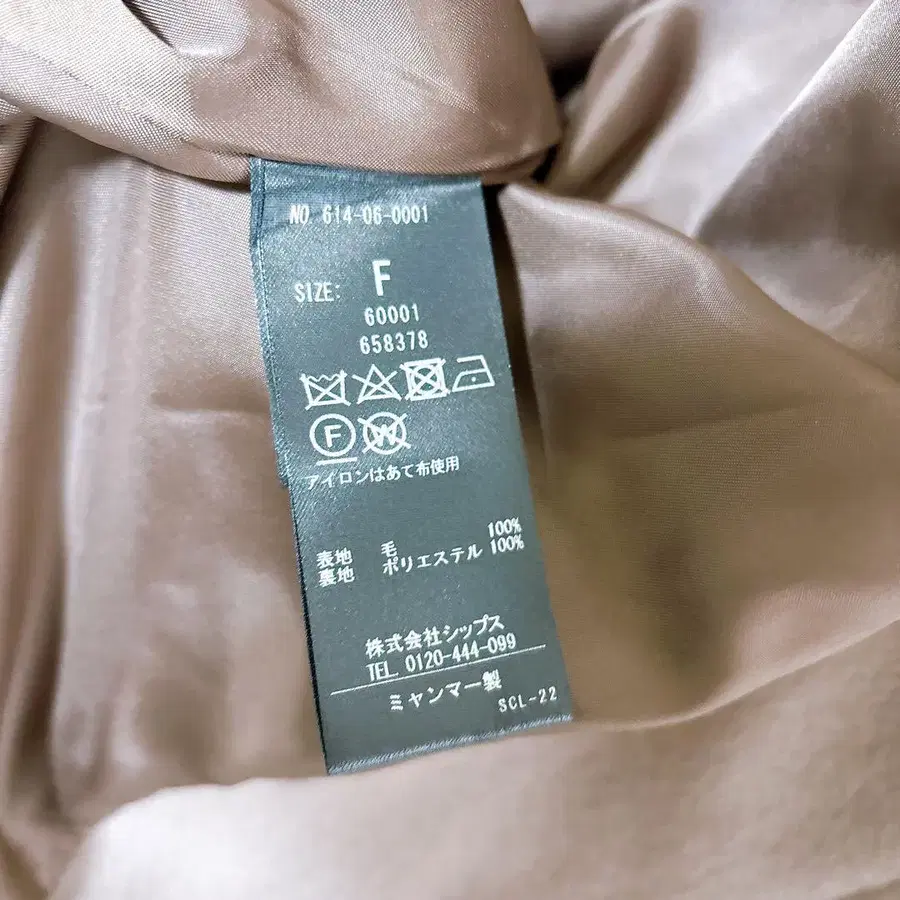 NO. 614-06-0001
SIZE: F
60001
658378
F W
アイロンはあて布使用
表地 毛 100%
裏地 ポリエステル 100%
株式会社シップス
TEL. 0120-444-099
ミャンマー製
SCL-22